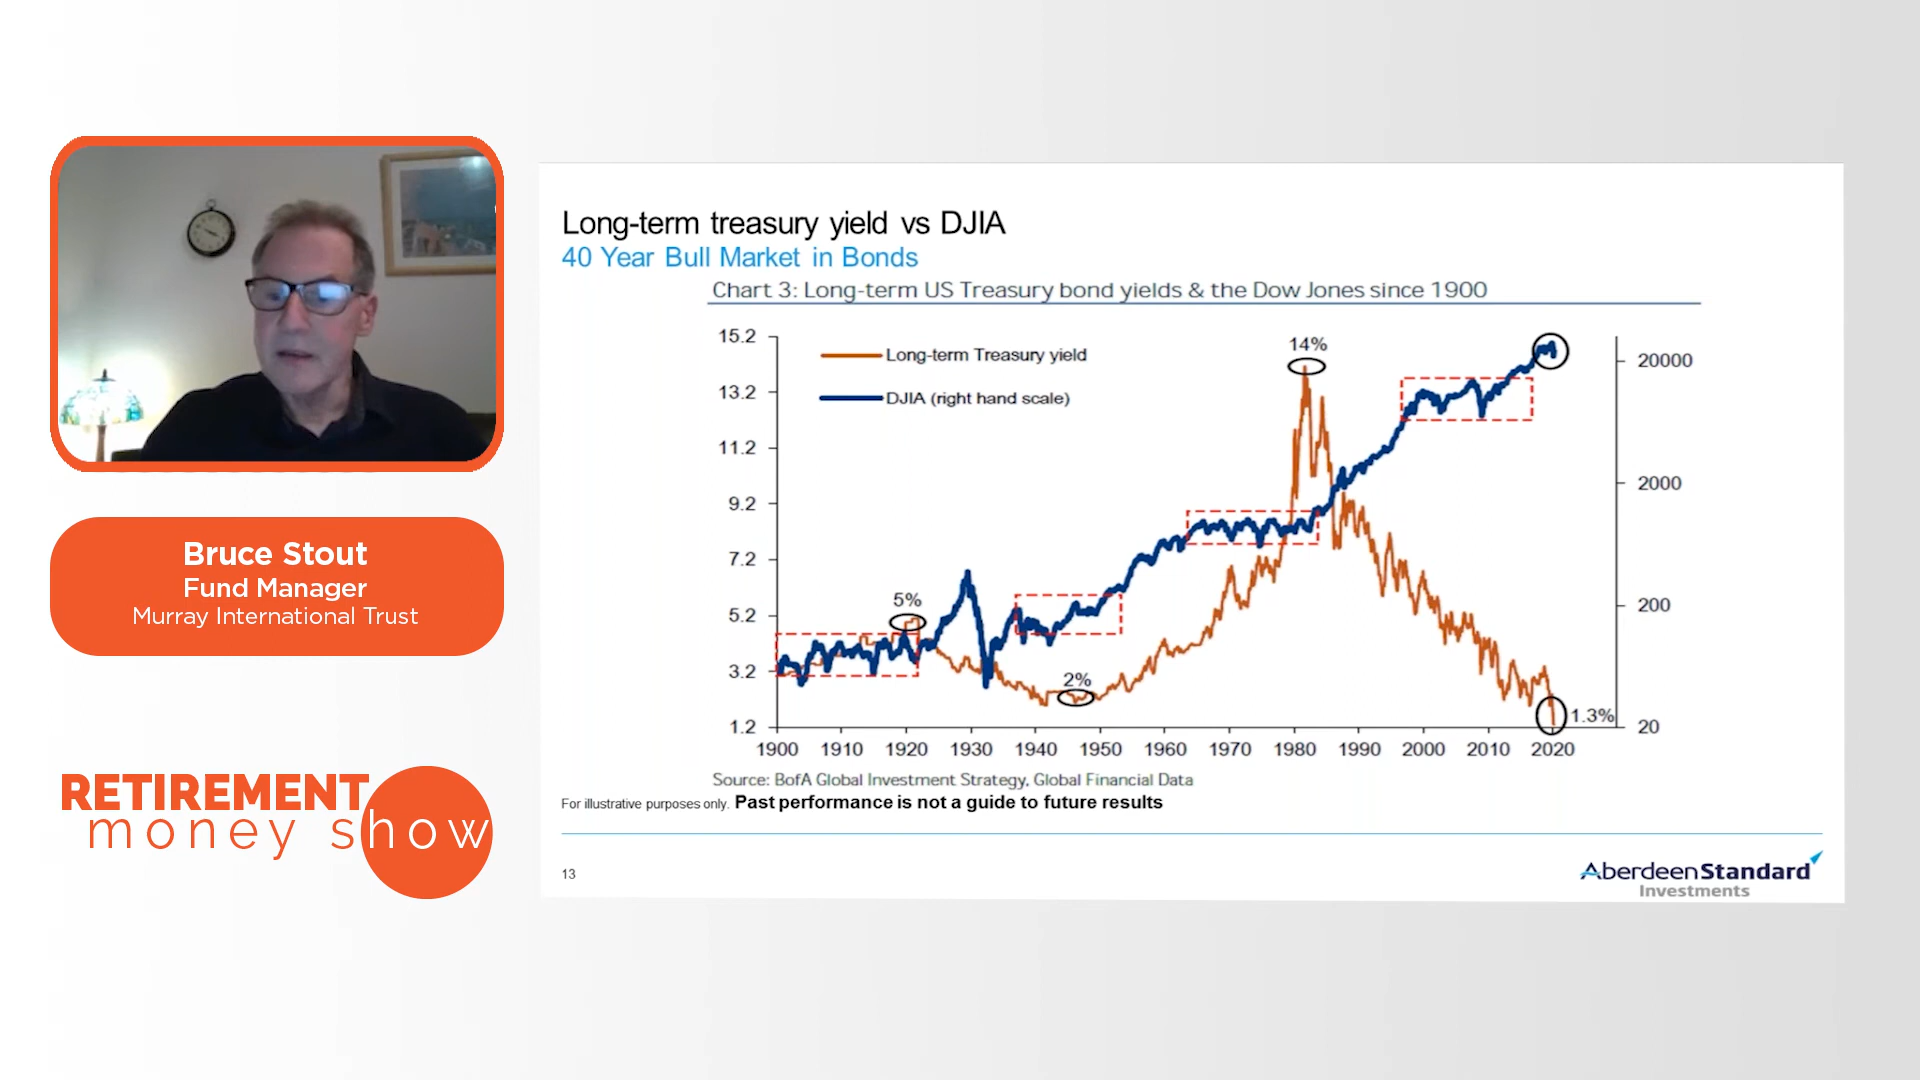 Bruce Stout
Fund Manager
Murray International Trust
RETIREMENT
money show
Long-term treasury yield vs DJIA
40 Year Bull Market in Bonds
Chart 3: Long-term US Treasury bond yields & the Dow Jones since 1900
Long-term Treasury yield
DJIA (right hand scale)
15.2
13.2
11.2
9.2
7.2
5.2
3.2
1.2
5%
2%
14%
1.3%
20000
2000
200
20
1900 1910 1920 1930 1940 1950 1960 1970 1980 1990 2000 2010 2020
Source: BofA Global Investment Strategy, Global Financial Data
For illustrative purposes only. Past performance is not a guide to future results
13
AberdeenStandard
Investments